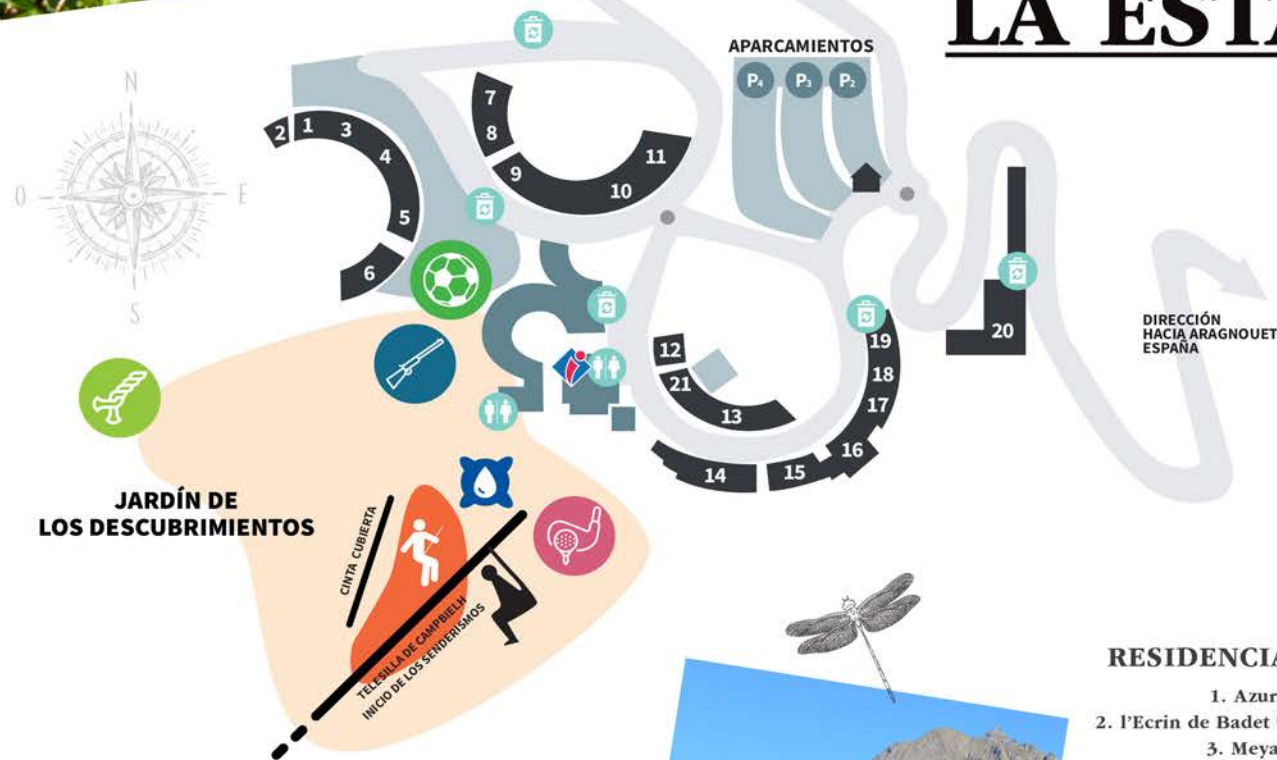 LA ESTA
APARCAMIENTOS
P4 P3 P2
N
O E
S
2 1 3
4
5
6
7
8
9
10
11
12
21
13
14
15
16
17
18
19
20
DIRECCIÓN
HACIA ARAGNOUET
ESPAÑA
JARDÍN DE
LOS DESCUBRIMIENTOS
CINTA CUBIERTA
TELESILLA DE CAMPBIELH
INICIO DE LOS SENDERISMOS
RESIDENCIA
1. Azur
2. l'Ecrin de Badet
3. Meya